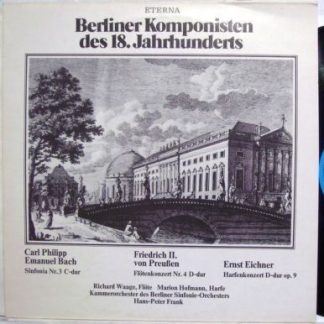 ETERNA
Berliner Komponisten
des 18. Jahrhunderts
Carl Philipp
Emanuel Bach
Sinfonia Nr. 3 C-dur
Friedrich II.
von Preußen
Flötenkonzert Nr. 4 D-dur
Ernst Eichner
Harfenkonzert D-dur op. 9
Richard Waage, Flöte Marion Hofmann, Harfe
Kammerorchester des Berliner Sinfonie-Orchesters
Hans-Peter Frank